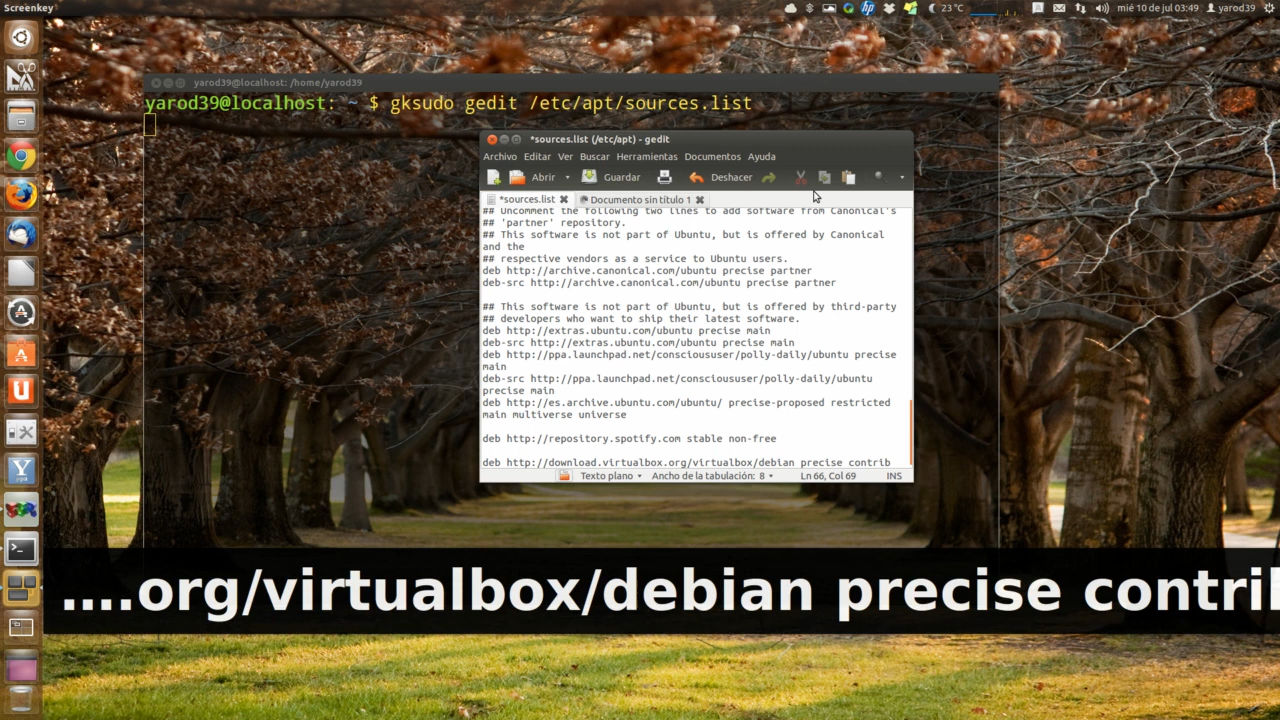 Screenkey
23 °C
mié 10 de jul 03:49
yarod39
yarod39@localhost: /home/yarod39
yarod39@localhost: ~ $ gksudo gedit /etc/apt/sources.list
*sources.list (/etc/apt) - gedit
Archivo Editar Ver Buscar Herramientas Documentos Ayuda
Abrir Guardar Deshacer
*sources.list
Documento sin título 1
## Uncomment the following two lines to add software from Canonical's
## 'partner' repository.
## This software is not part of Ubuntu, but is offered by Canonical
and the
## respective vendors as a service to Ubuntu users.
deb http://archive.canonical.com/ubuntu precise partner
deb-src http://archive.canonical.com/ubuntu precise partner
## This software is not part of Ubuntu, but is offered by third-party
## developers who want to ship their latest software.
deb http://extras.ubuntu.com/ubuntu precise main
deb-src http://extras.ubuntu.com/ubuntu precise main
deb http://ppa.launchpad.net/conscioususer/polly-daily/ubuntu precise
main
deb-src http://ppa.launchpad.net/conscioususer/polly-daily/ubuntu
precise main
deb http://es.archive.ubuntu.com/ubuntu/ precise-proposed restricted
main multiverse universe
deb http://repository.spotify.com stable non-free
deb http://download.virtualbox.org/virtualbox/debian precise contrib
Texto plano
Ancho de la tabulación: 8
Ln 66, Col 69
INS
....org/virtualbox/debian precise contrib